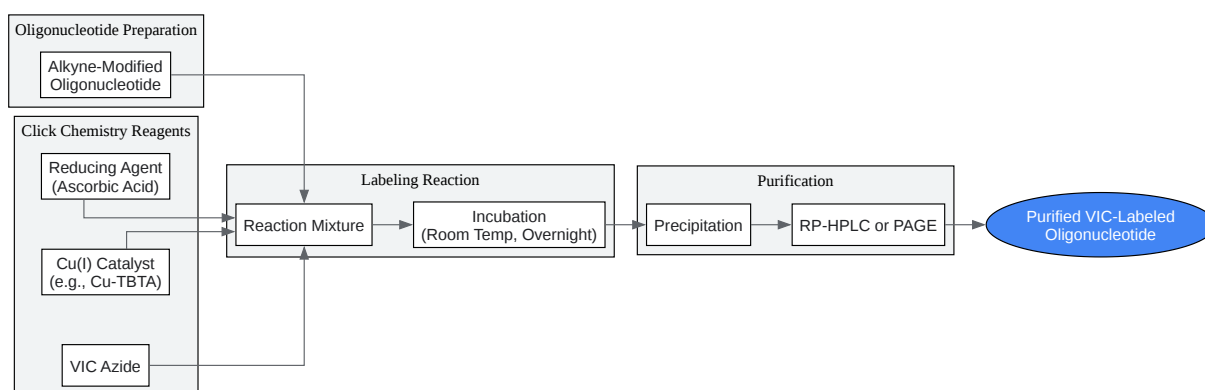 Oligonucleotide Preparation
Alkyne-Modified
Oligonucleotide
Click Chemistry Reagents
Reducing Agent
(Ascorbic Acid)
Cu(I) Catalyst
(e.g., Cu-TBTA)
VIC Azide
Labeling Reaction
Reaction Mixture
Incubation
(Room Temp, Overnight)
Purification
Precipitation
RP-HPLC or PAGE
Purified VIC-Labeled
Oligonucleotide